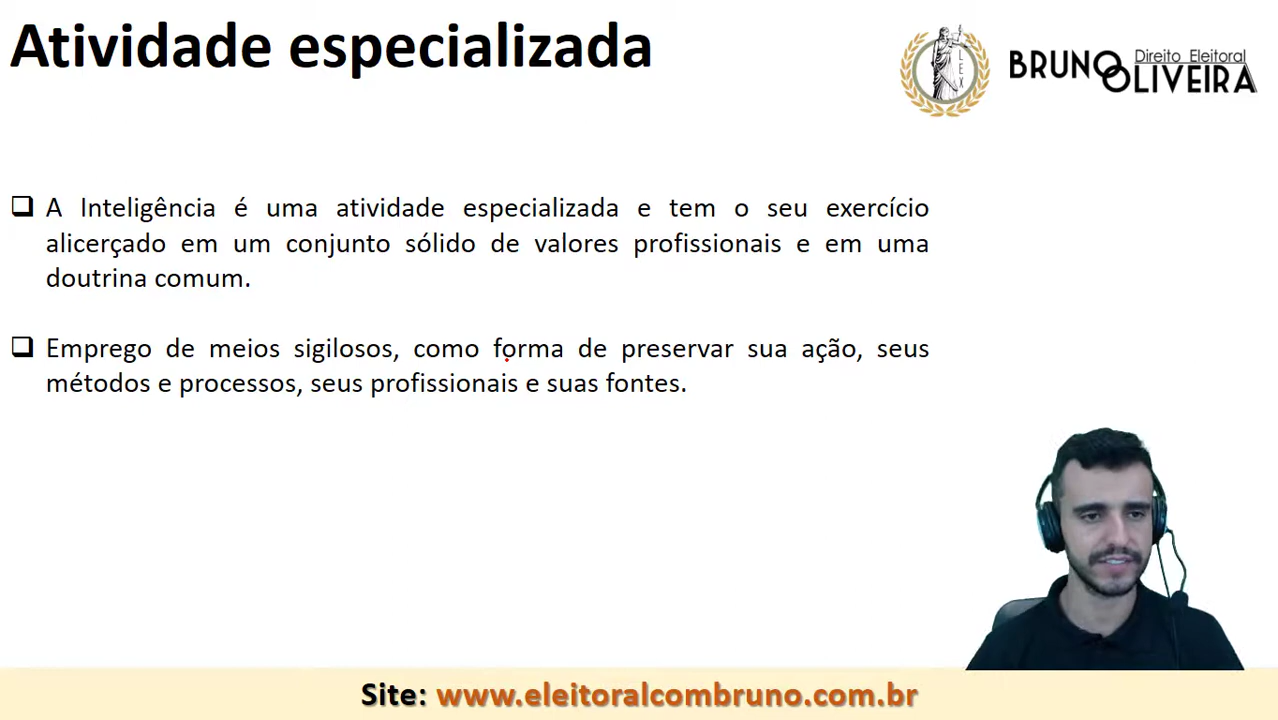 Atividade especializada
LEX
Direito Eleitoral
BRUNO
OLIVEIRA
A Inteligência é uma atividade especializada e tem o seu exercício
alicerçado em um conjunto sólido de valores profissionais e em uma
doutrina comum.
Emprego de meios sigilosos, como forma de preservar sua ação, seus
métodos e processos, seus profissionais e suas fontes.
Site: www.eleitoralcombruno.com.br